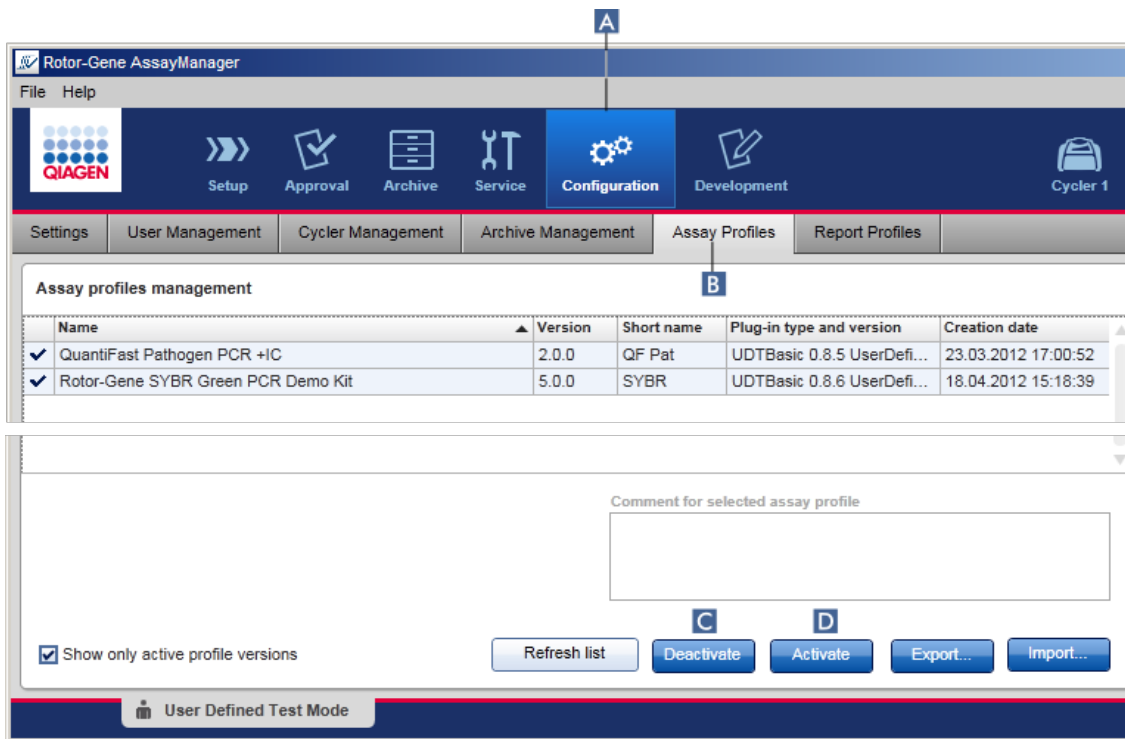 A
Rotor-Gene AssayManager
File Help
QIAGEN
Setup Approval Archive Service Configuration Development Cycler 1
Settings User Management Cycler Management Archive Management Assay Profiles Report Profiles
B
Assay profiles management
Name Version Short name Plug-in type and version Creation date
QuantiFast Pathogen PCR +IC 2.0.0 QF Pat UDTBasic 0.8.5 UserDefi... 23.03.2012 17:00:52
Rotor-Gene SYBR Green PCR Demo Kit 5.0.0 SYBR UDTBasic 0.8.6 UserDefi... 18.04.2012 15:18:39
Comment for selected assay profile
C D
Show only active profile versions Refresh list Deactivate Activate Export... Import...
User Defined Test Mode